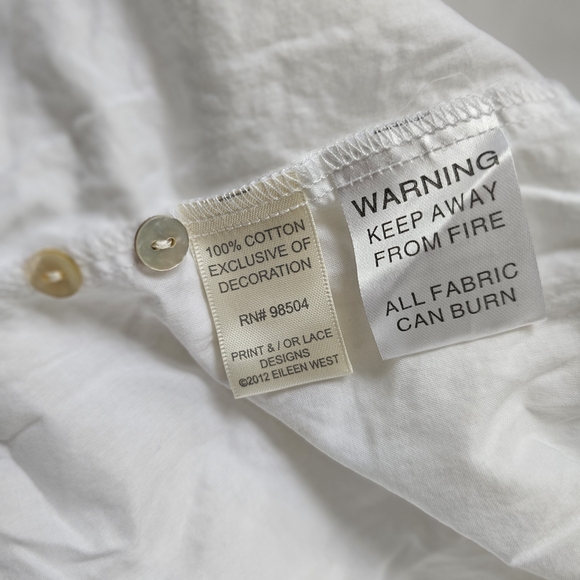 100% COTTON
EXCLUSIVE OF
DECORATION
RN# 98504
PRINT & / OR LACE
DESIGNS
©2012 EILEEN WEST
WARNING
KEEP AWAY
FROM FIRE
ALL FABRIC
CAN BURN